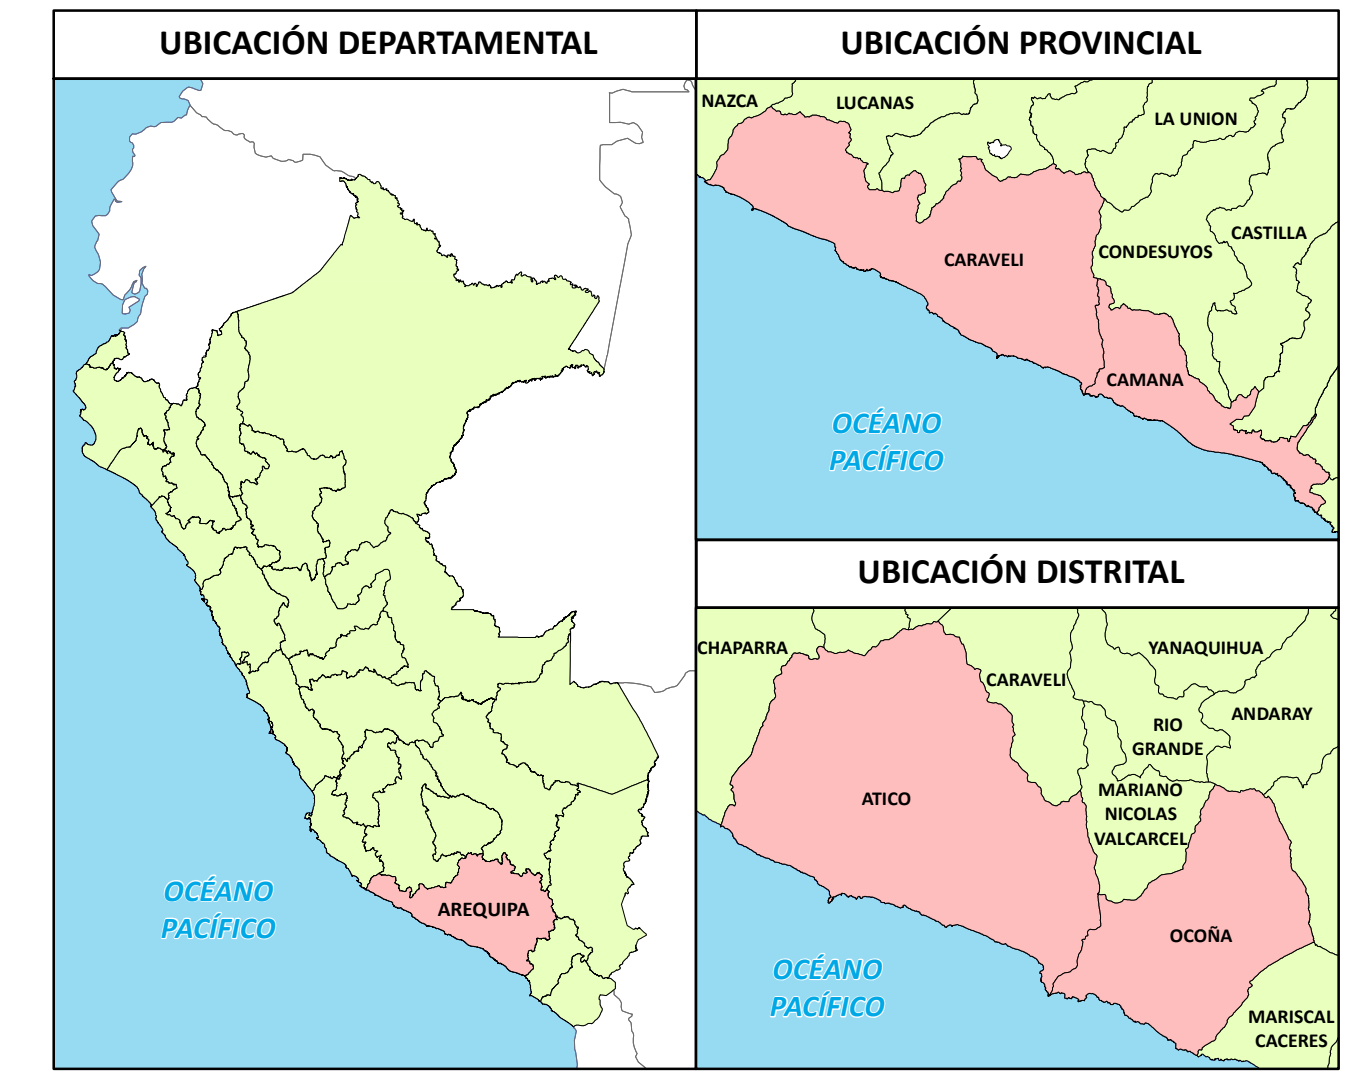 UBICACIÓN DEPARTAMENTAL
OCÉANO
PACÍFICO
AREQUIPA
UBICACIÓN PROVINCIAL
NAZCA
LUCANAS
LA UNION
CASTILLA
CONDESUYOS
CARAVELI
CAMANA
OCÉANO
PACÍFICO
UBICACIÓN DISTRITAL
CHAPARRA
YANAQUIHUA
CARAVELI
ANDARAY
RIO
GRANDE
MARIANO
NICOLAS
VALCARCEL
ATICO
OCOÑA
OCÉANO
PACÍFICO
MARISCAL
CACERES